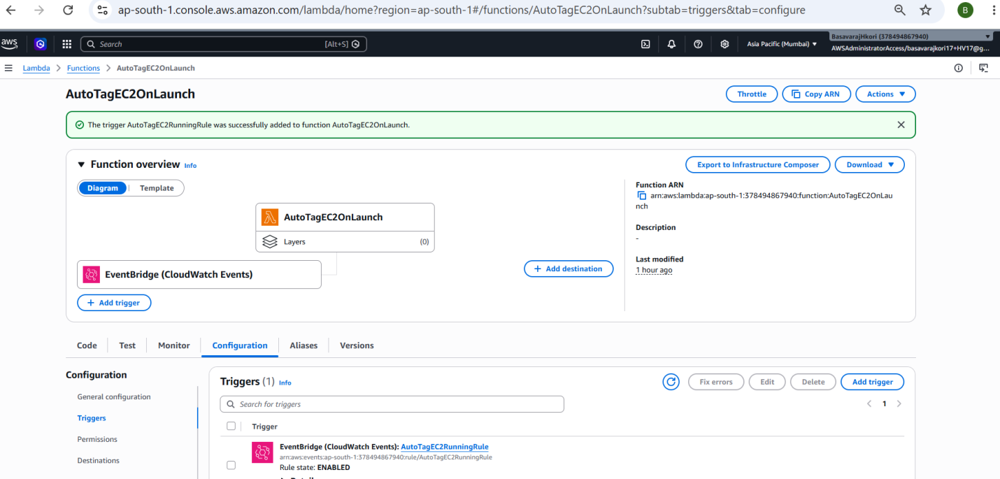 ap-south-1.console.aws.amazon.com/lambda/home?region=ap-south-1#/functions/AutoTagEC2OnLaunch?subtab=triggers&tab=configure
B
aws
Search
[Alt+S]
Asia Pacific (Mumbai)
BasavarajHkori (378494867940)
AWSAdministratorAccess/basavarajkori17+HV17@g...
Lambda
Functions
AutoTagEC2OnLaunch
AutoTagEC2OnLaunch
Throttle
Copy ARN
Actions
The trigger AutoTagEC2RunningRule was successfully added to function AutoTagEC2OnLaunch.
Function overview Info
Export to Infrastructure Composer
Download
Diagram
Template
AutoTagEC2OnLaunch
Layers
(0)
EventBridge (CloudWatch Events)
Add trigger
Add destination
Function ARN
arn:aws:lambda:ap-south-1:378494867940:function:AutoTagEC2OnLau
nch
Description
-
Last modified
1 hour ago
Code
Test
Monitor
Configuration
Aliases
Versions
Configuration
General configuration
Triggers
Permissions
Destinations
Triggers (1) Info
Fix errors
Edit
Delete
Add trigger
Search for triggers
1
Trigger
EventBridge (CloudWatch Events): AutoTagEC2RunningRule
arn:aws:events:ap-south-1:378494867940:rule/AutoTagEC2RunningRule
Rule state: ENABLED